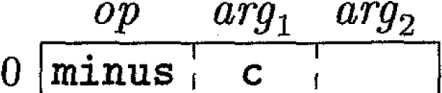 op arg₁ arg₂
0 minus c